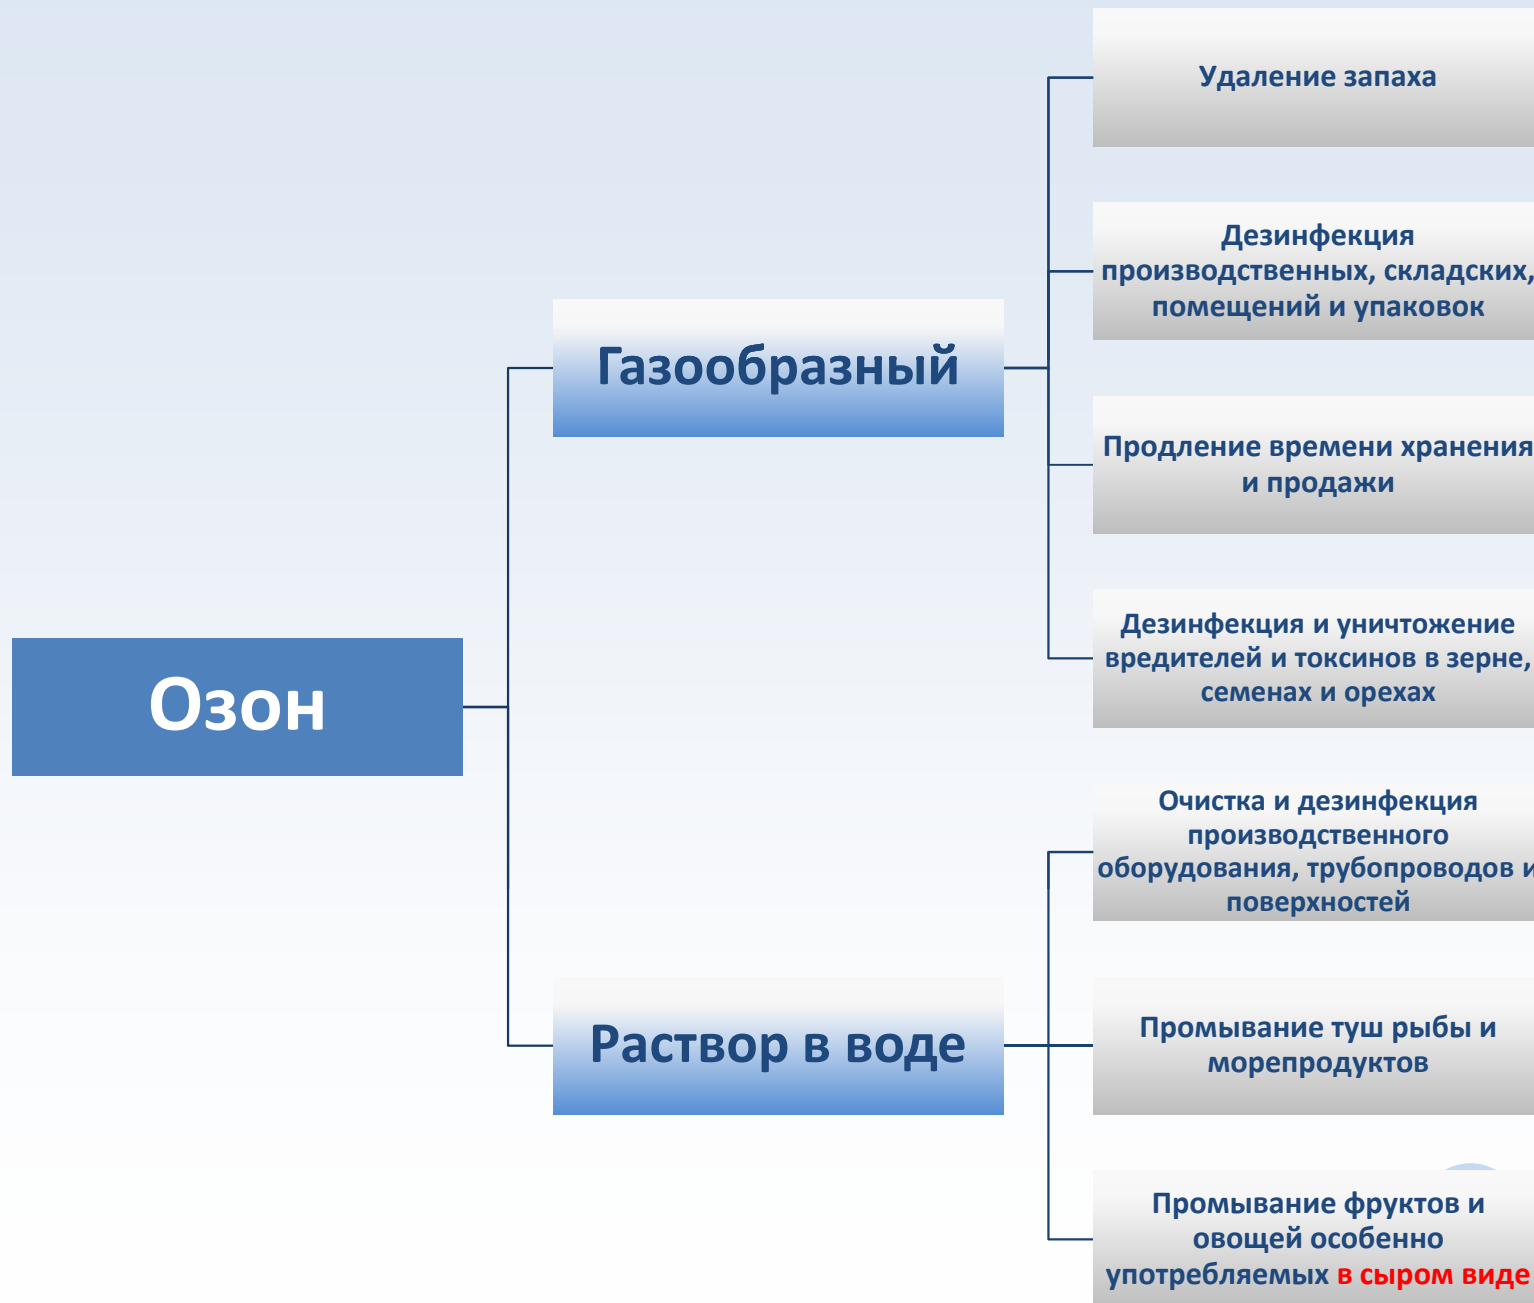 Удаление запаха
Дезинфекция
производственных, складских,
помещений и упаковок
Газообразный
Продление времени хранения
и продажи
Дезинфекция и уничтожение
вредителей и токсинов в зерне,
семенах и орехах
Озон
Очистка и дезинфекция
производственного
оборудования, трубопроводов и
поверхностей
Раствор в воде
Промывание туш рыбы и
морепродуктов
Промывание фруктов и
овощей особенно
употребляемых в сыром виде